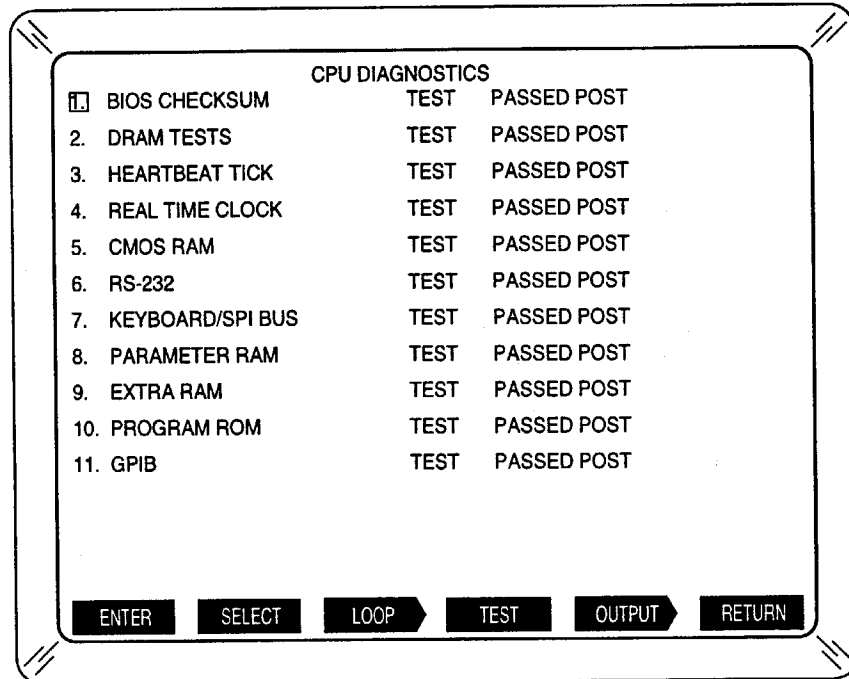 CPU DIAGNOSTICS
1. BIOS CHECKSUM TEST PASSED POST
2. DRAM TESTS TEST PASSED POST
3. HEARTBEAT TICK TEST PASSED POST
4. REAL TIME CLOCK TEST PASSED POST
5. CMOS RAM TEST PASSED POST
6. RS-232 TEST PASSED POST
7. KEYBOARD/SPI BUS TEST PASSED POST
8. PARAMETER RAM TEST PASSED POST
9. EXTRA RAM TEST PASSED POST
10. PROGRAM ROM TEST PASSED POST
11. GPIB TEST PASSED POST
ENTER SELECT LOOP TEST OUTPUT RETURN